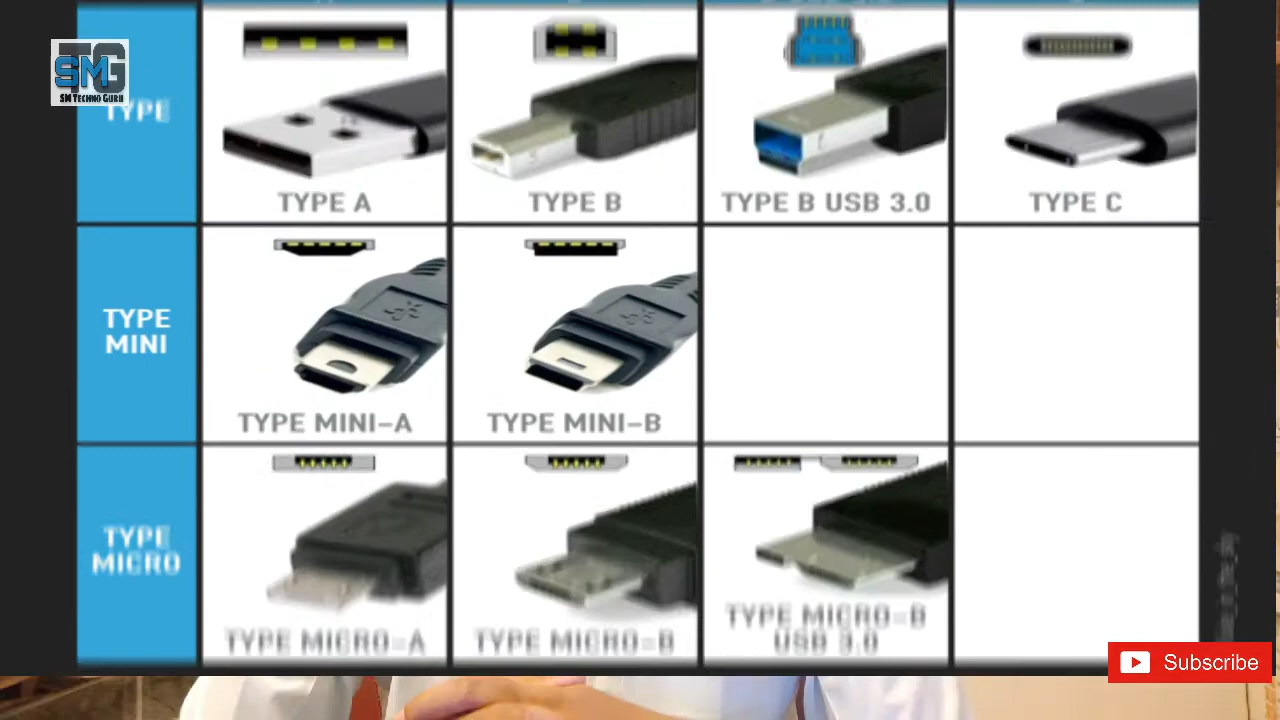 SMG
SM TECHNO GURU
TYPE
TYPE A
TYPE B
TYPE B USB 3.0
TYPE C
TYPE
MINI
TYPE MINI-A
TYPE MINI-B
TYPE
MICRO
TYPE MICRO-A
TYPE MICRO-B
TYPE MICRO-B
USB 3.0
Subscribe